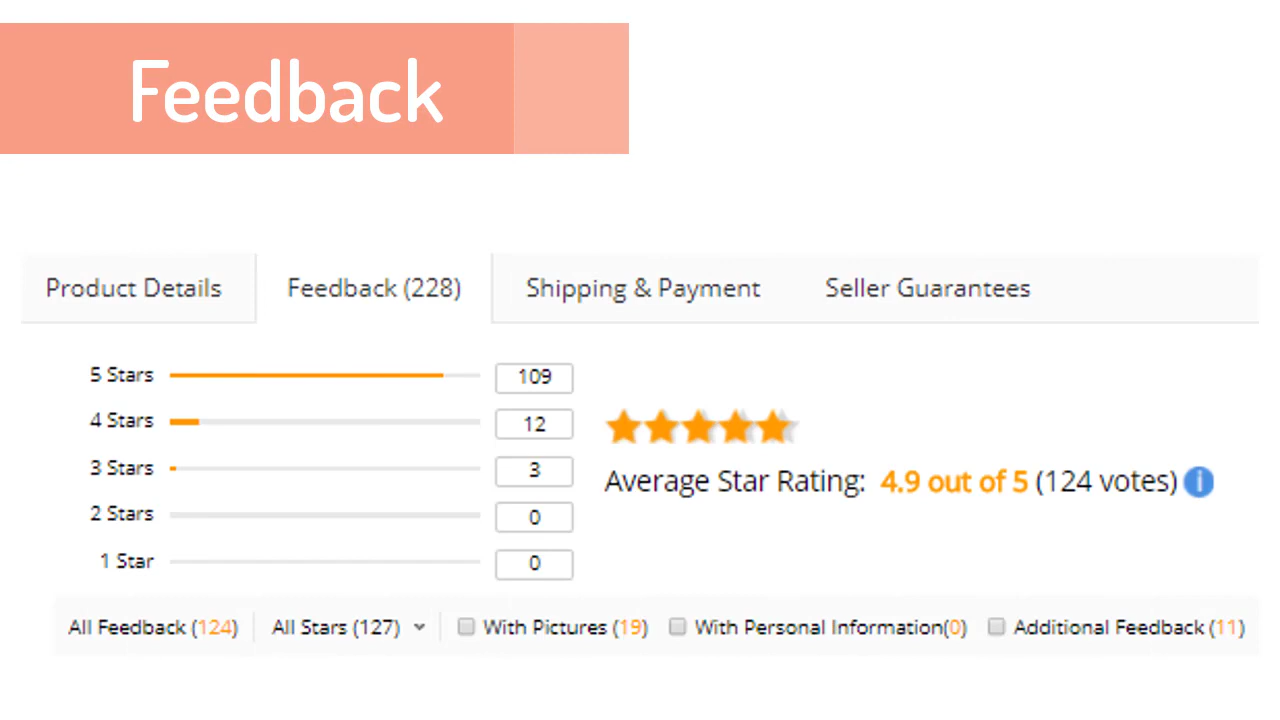 Feedback
Product Details
Feedback (228)
Shipping & Payment
Seller Guarantees
5 Stars 109
4 Stars 12
3 Stars 3
2 Stars 0
1 Star 0
Average Star Rating: 4.9 out of 5 (124 votes) i
All Feedback (124) All Stars (127) With Pictures (19) With Personal Information(0) Additional Feedback (11)